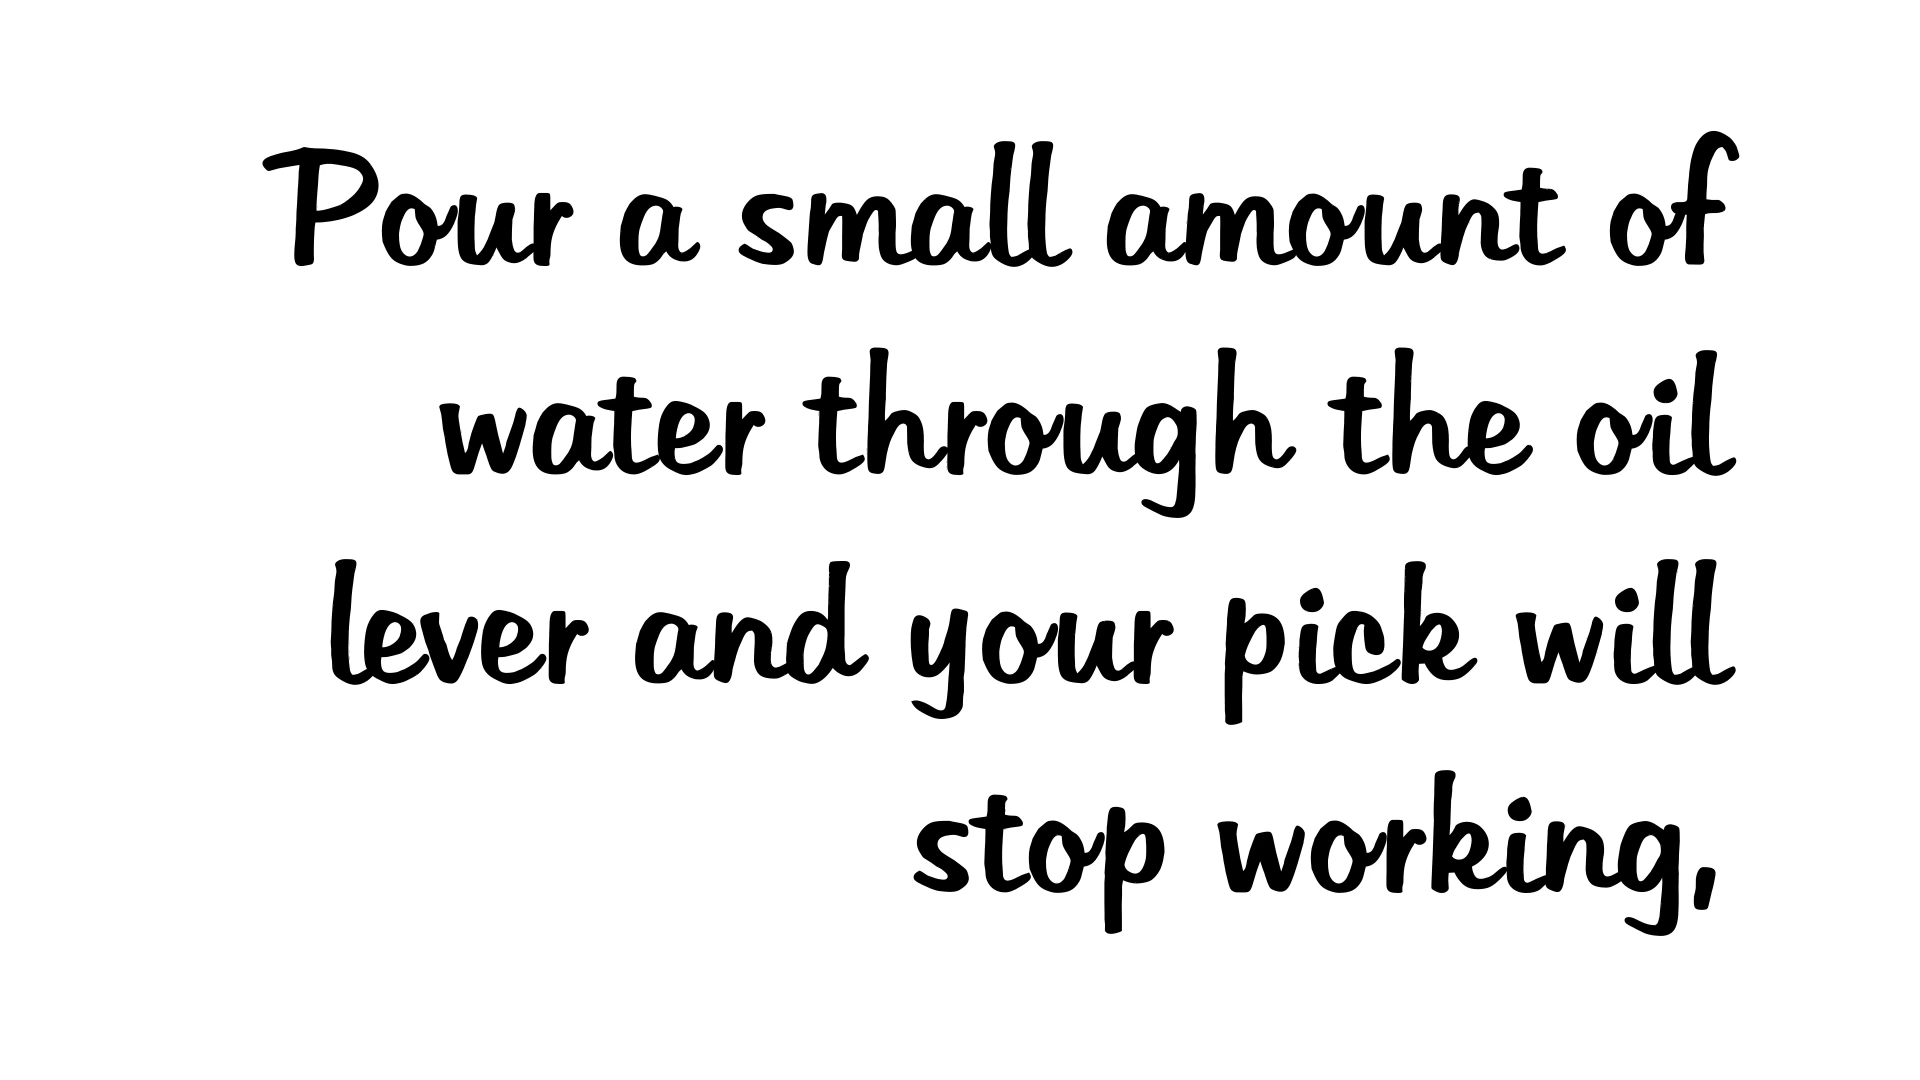 Pour a small amount of
water through the oil
lever and your pick will
stop working,